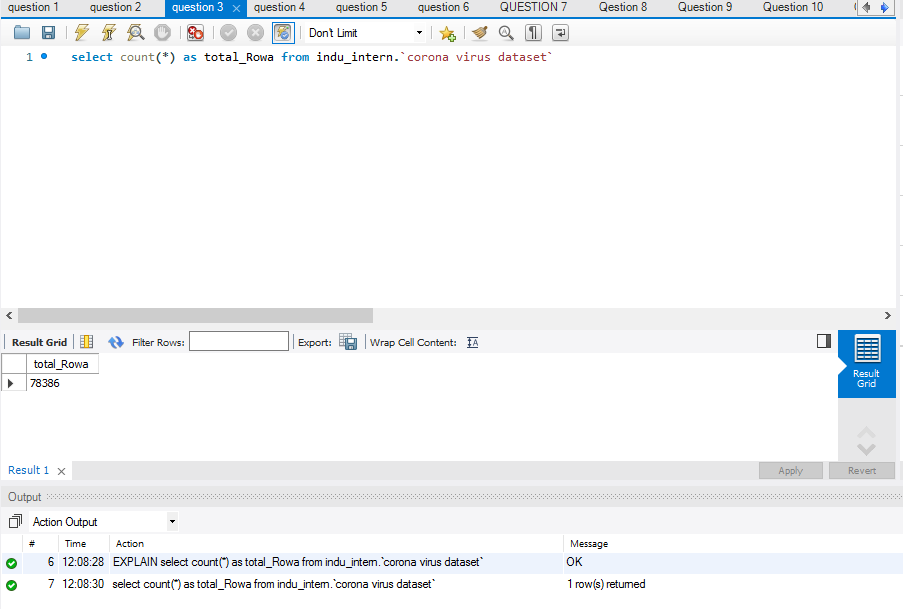 question 1 question 2 question 3 question 4 question 5 question 6 QUESTION 7 Qestion 8 Question 9 Question 10
Don't Limit
1 select count(*) as total_Rowa from indu_intern.`corona virus dataset`
Result Grid Filter Rows: Export: Wrap Cell Content:
total_Rowa
78386
Result
Grid
Result 1 Apply Revert
Output
Action Output
# Time Action Message
6 12:08:28 EXPLAIN select count(*) as total_Rowa from indu_intern.`corona virus dataset` OK
7 12:08:30 select count(*) as total_Rowa from indu_intern.`corona virus dataset` 1 row(s) returned